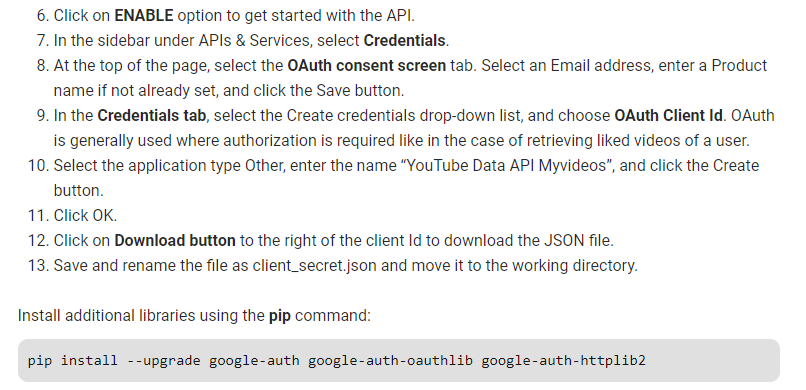 6. Click on ENABLE option to get started with the API.
7. In the sidebar under APIs & Services, select Credentials.
8. At the top of the page, select the OAuth consent screen tab. Select an Email address, enter a Product
name if not already set, and click the Save button.
9. In the Credentials tab, select the Create credentials drop-down list, and choose OAuth Client Id. OAuth
is generally used where authorization is required like in the case of retrieving liked videos of a user.
10. Select the application type Other, enter the name “YouTube Data API Myvideos”, and click the Create
button.
11. Click OK.
12. Click on Download button to the right of the client Id to download the JSON file.
13. Save and rename the file as client_secret.json and move it to the working directory.
Install additional libraries using the pip command:
pip install --upgrade google-auth google-auth-oauthlib google-auth-httplib2